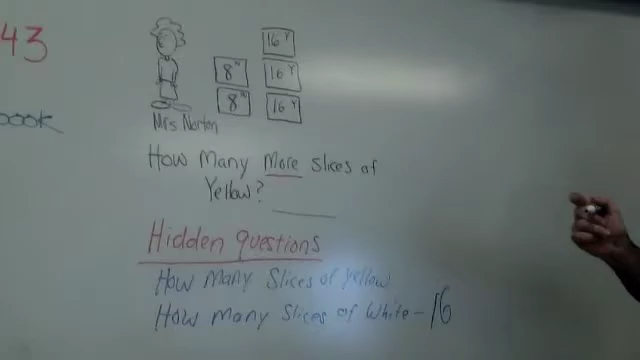 43
book
16 Y
8 W
16 Y
8 W
16 Y
Mrs Norton
How Many More slices of
Yellow?
Hidden Questions
How Many Slices of Yellow
How Many Slices of White - 16